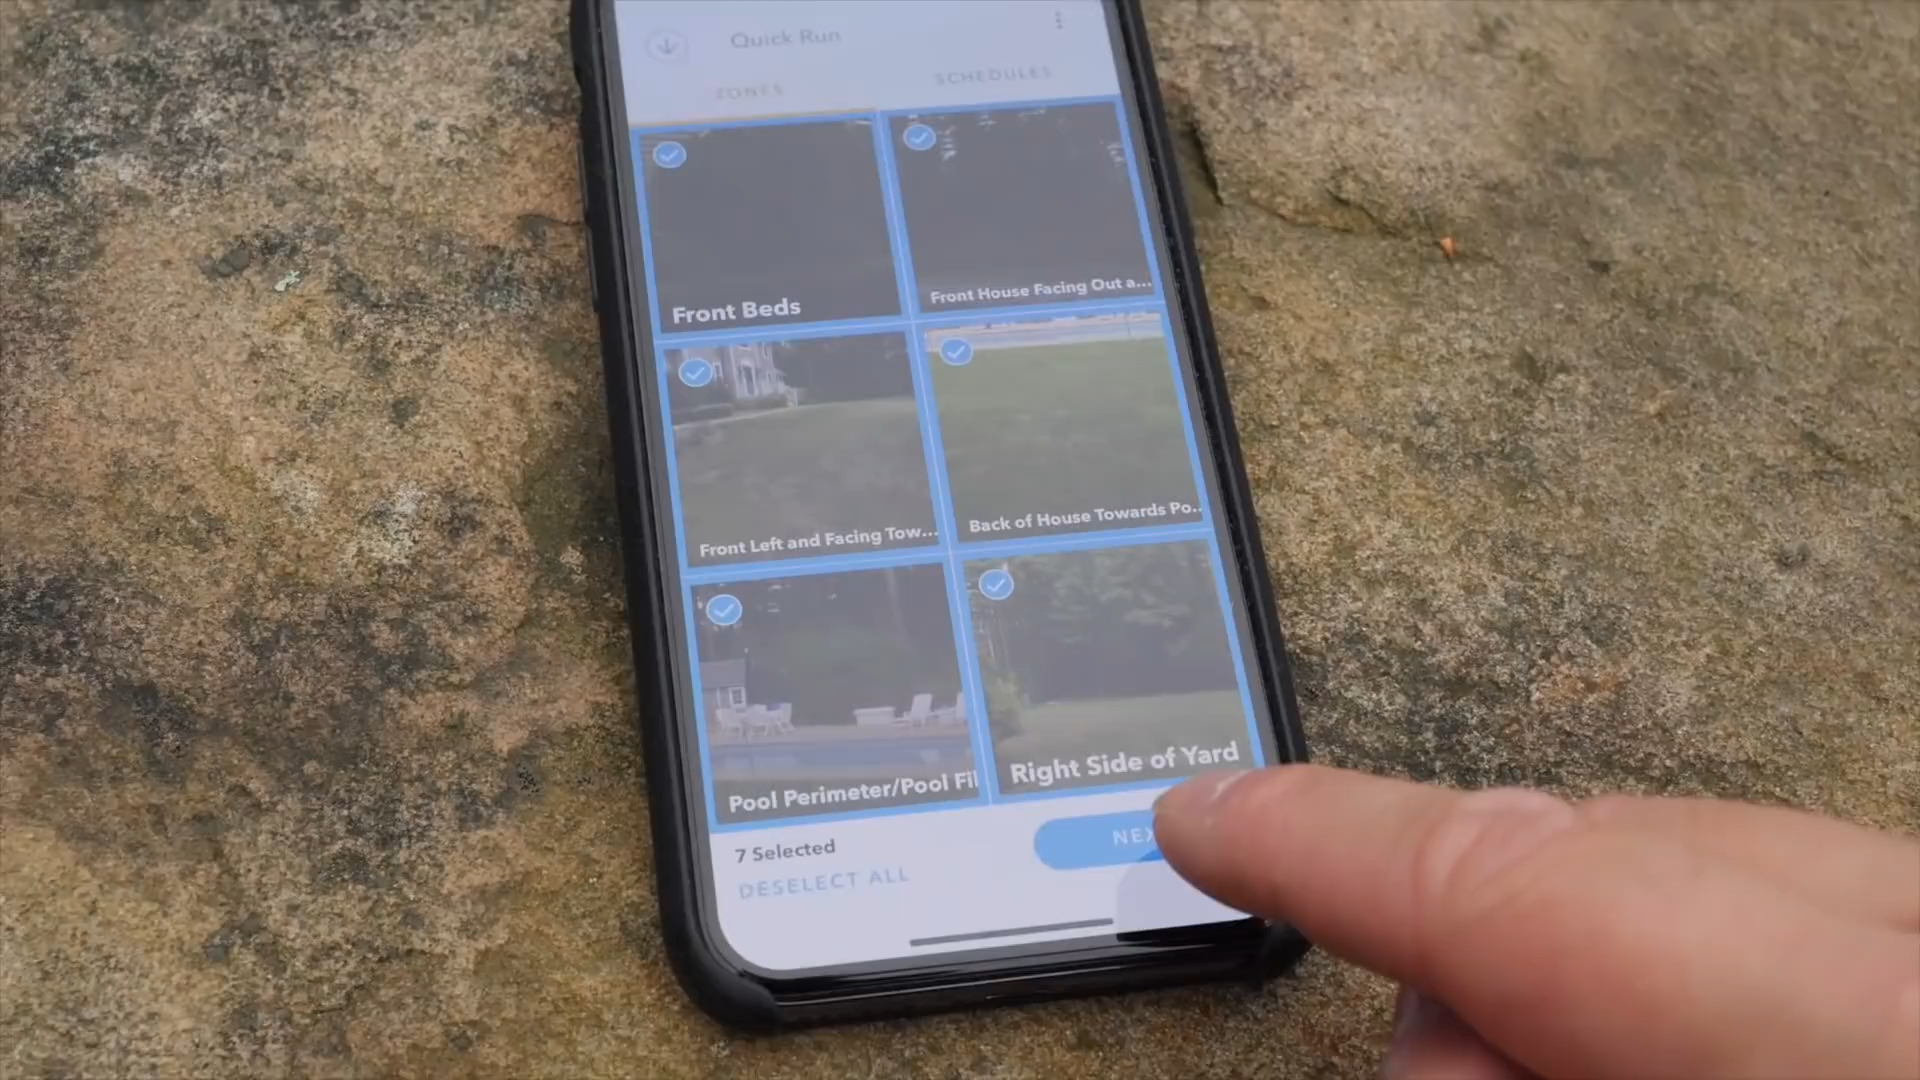 Quick Run
ZONES
SCHEDULES
Front Beds
Front House Facing Out a...
Front Left and Facing Tow...
Back of House Towards Po..
Pool Perimeter/Pool Fil
Right Side of Yard
7 Selected
NEX
DESELECT ALL